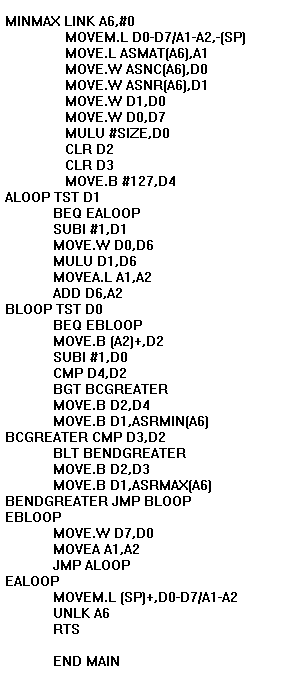 MINMAX LINK A6,#0
MOVEM.L D0-D7/A1-A2,-(SP)
MOVE.L ASMAT(A6),A1
MOVE.W ASNC(A6),D0
MOVE.W ASNR(A6),D1
MOVE.W D1,D0
MOVE.W D0,D7
MULU #SIZE,D0
CLR D2
CLR D3
MOVE.B #127,D4
ALOOP TST D1
BEQ EALOOP
SUBI #1,D1
MOVE.W D0,D6
MULU D1,D6
MOVEA.L A1,A2
ADD D6,A2
BLOOP TST D0
BEQ EBLOOP
MOVE.B (A2)+,D2
SUBI #1,D0
CMP D4,D2
BGT BCGREATER
MOVE.B D2,D4
MOVE.B D1,ASRMIN(A6)
BCGREATER CMP D3,D2
BLT BENDGREATER
MOVE.B D2,D3
MOVE.B D1,ASRMAX(A6)
BENDGREATER JMP BLOOP
EBLOOP
MOVE.W D7,D0
MOVEA A1,A2
JMP ALOOP
EALOOP
MOVEM.L (SP)+,D0-D7/A1-A2
UNLK A6
RTS
END MAIN